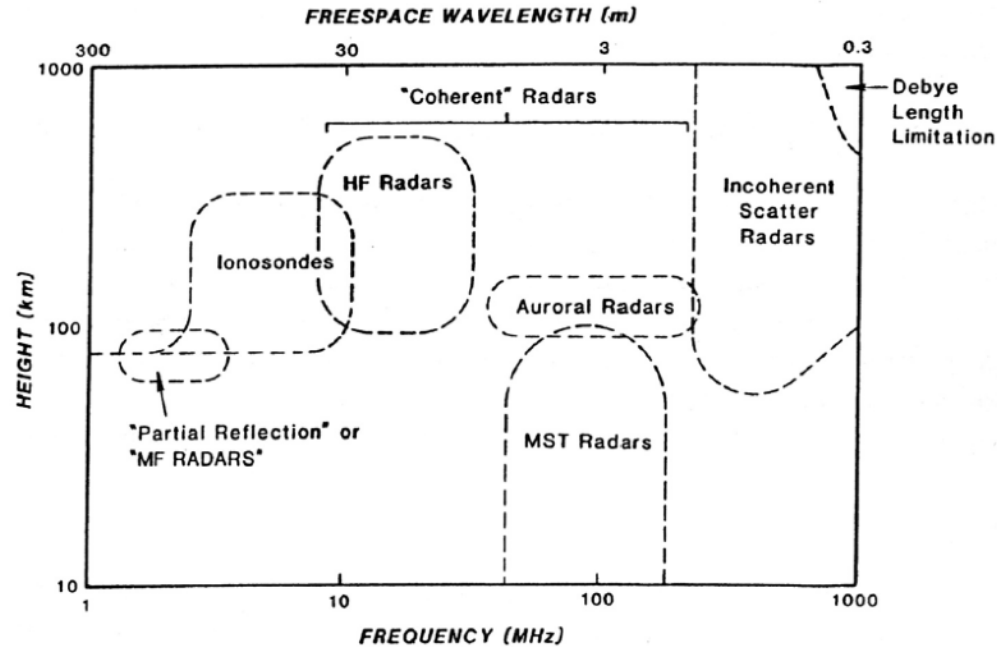 FREESPACE WAVELENGTH (m)
300 30 3 0.3
1000
"Coherent" Radars
Debye
Length
Limitation
HF Radars
Incoherent
Scatter
Radars
Ionosondes
Auroral Radars
100
HEIGHT (km)
"Partial Reflection" or
"MF RADARS"
MST Radars
10
1 10 100 1000
FREQUENCY (MHz)